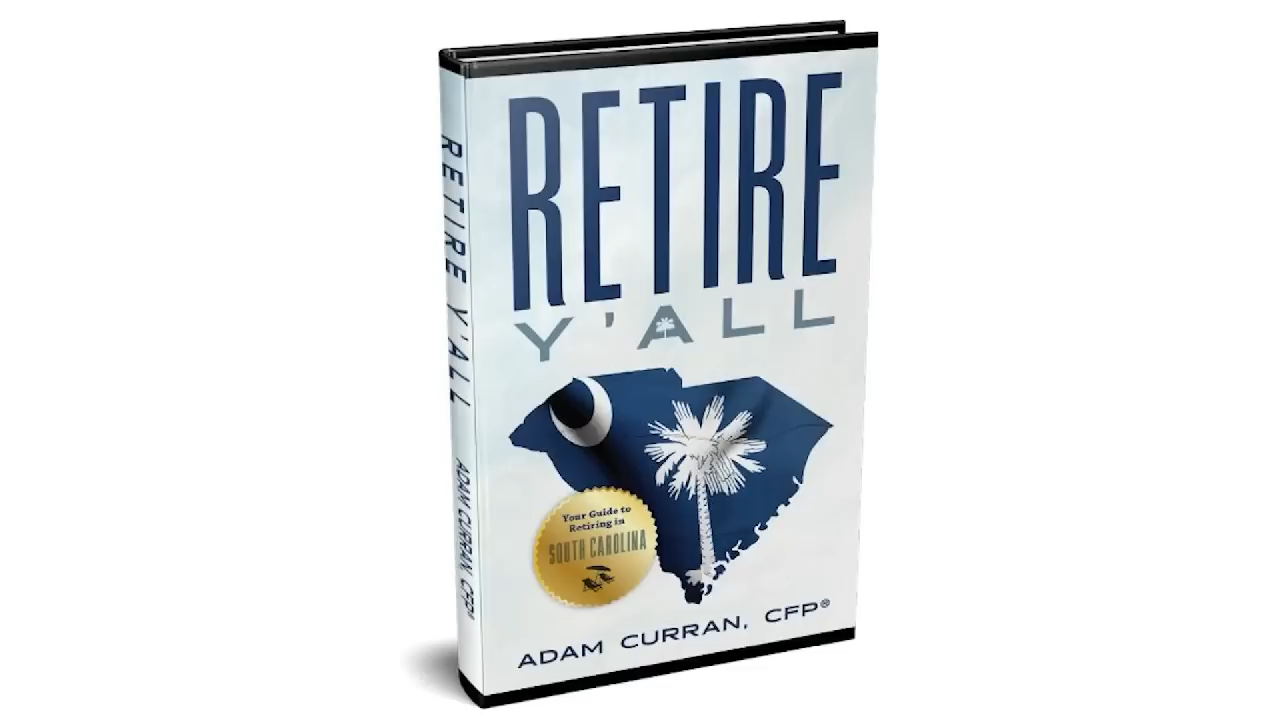 RETIRE
Y'ALL
Your Guide to
Retiring in
SOUTH CAROLINA
ADAM CURRAN, CFP®
RETIRE Y'ALL ADAM CURRAN, CFP®